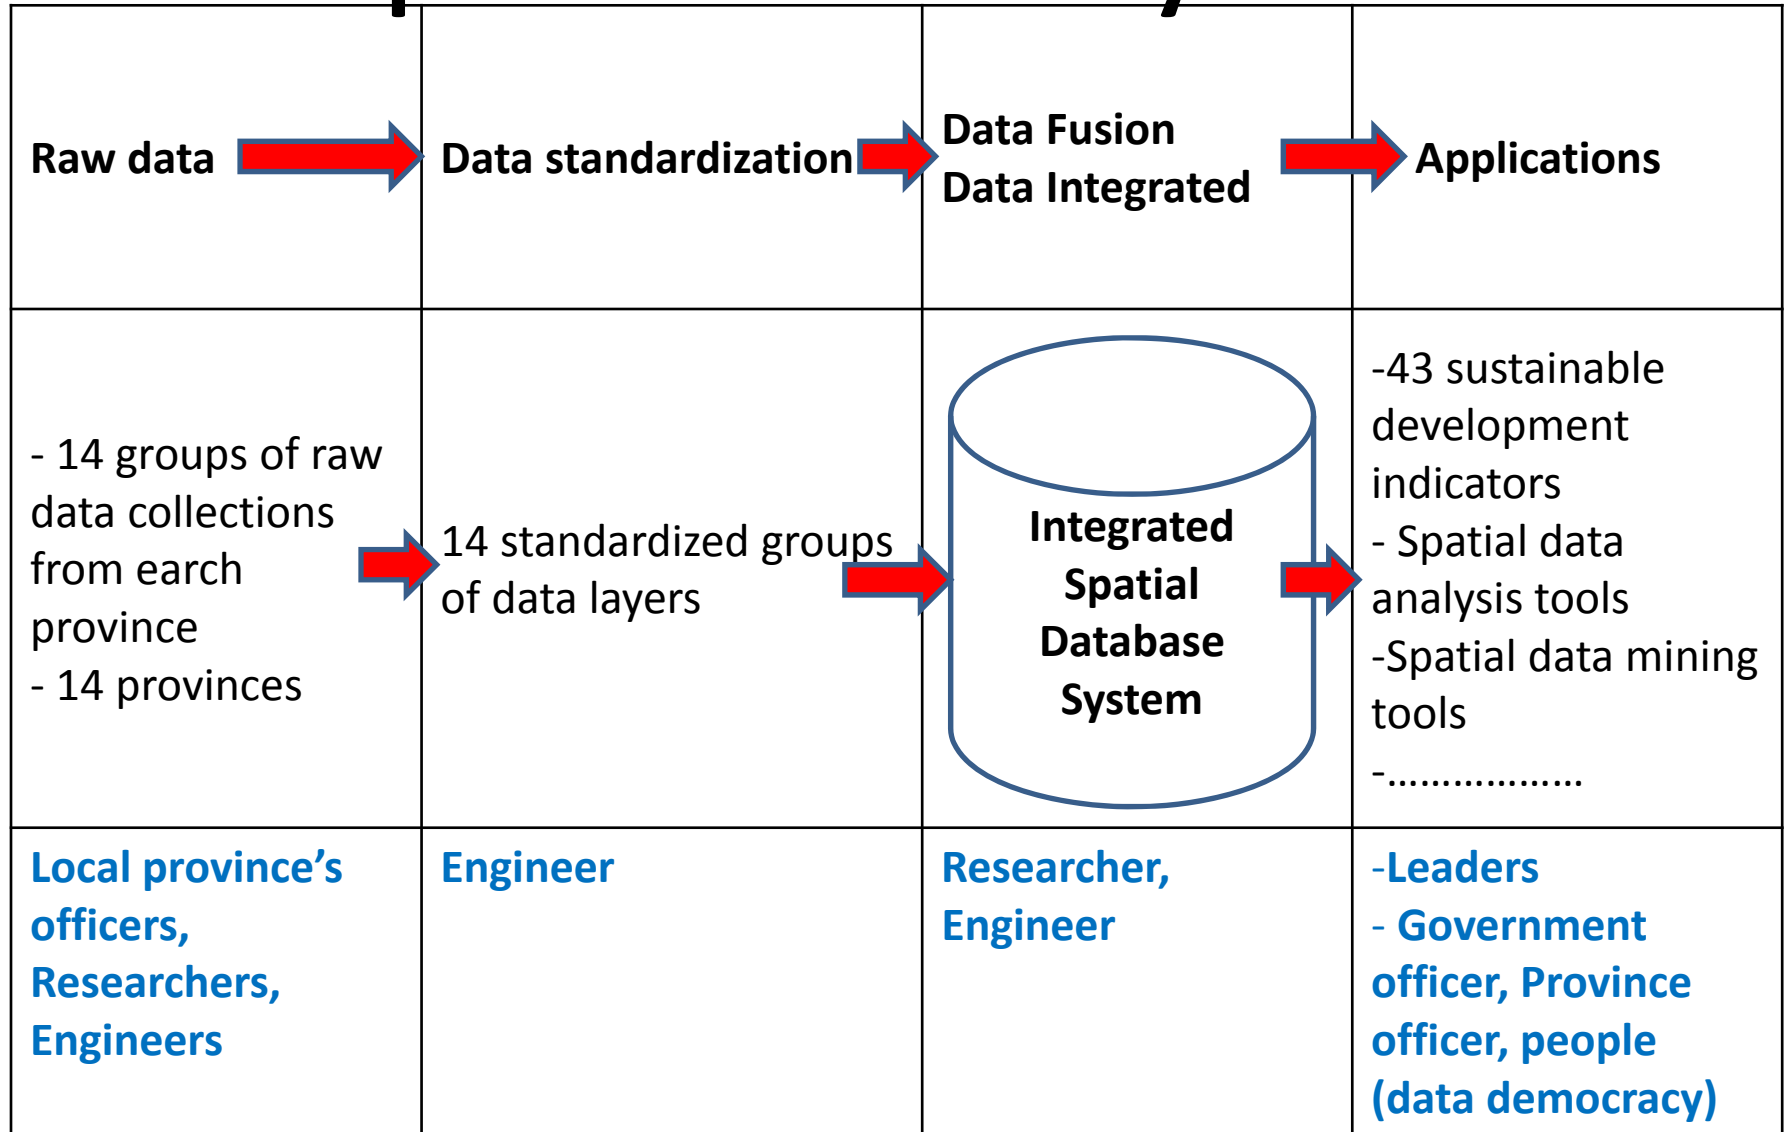 Raw data
Data standardization
Data Fusion
Data Integrated
Applications
- 14 groups of raw
data collections
from earch
province
- 14 provinces
14 standardized groups
of data layers
Integrated
Spatial
Database
System
-43 sustainable
development
indicators
- Spatial data
analysis tools
-Spatial data mining
tools
-..................
Local province’s
officers,
Researchers,
Engineers
Engineer
Researcher,
Engineer
-Leaders
- Government
officer, Province
officer, people
(data democracy)